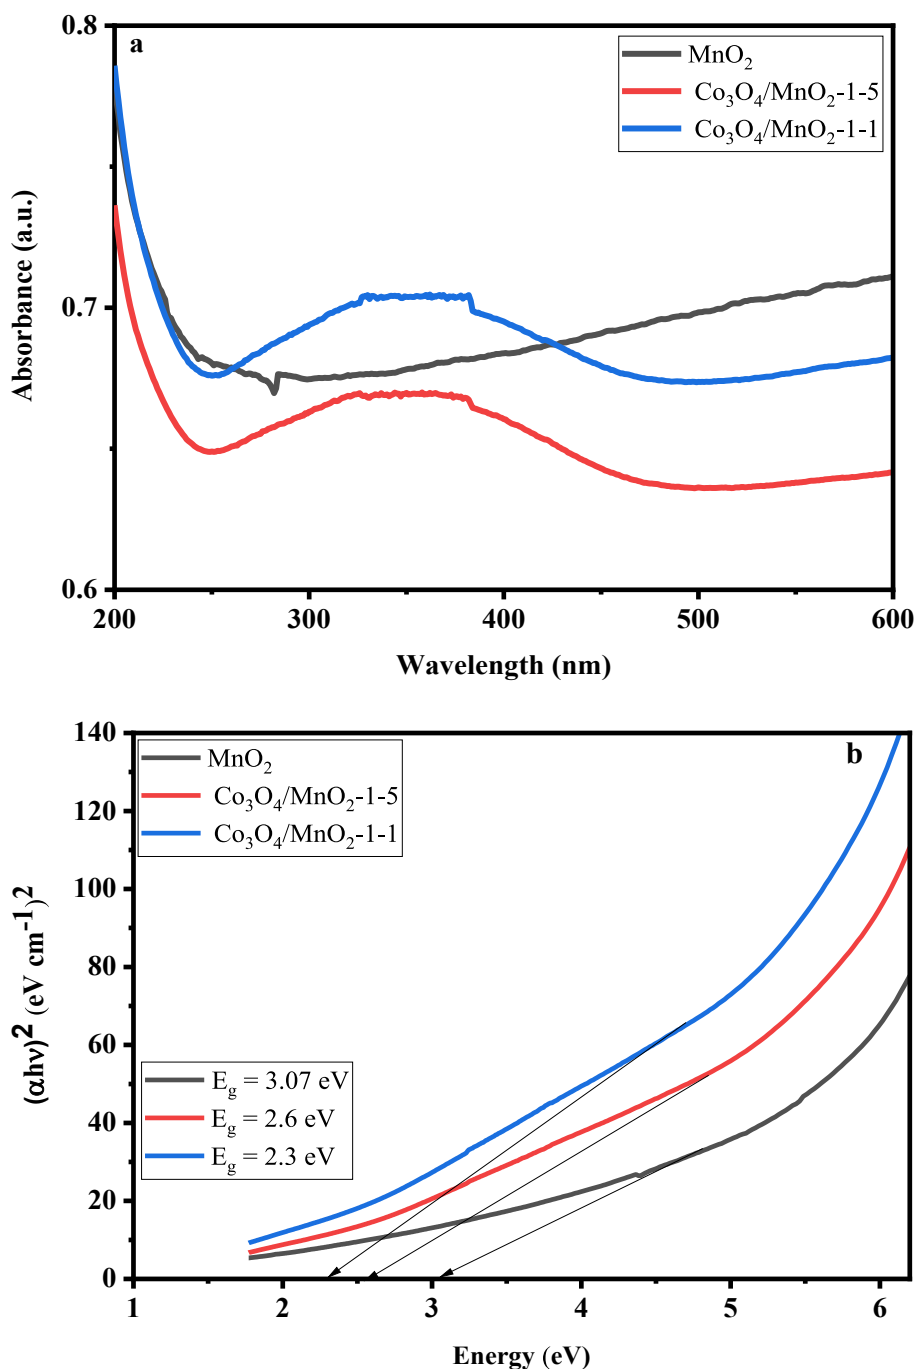 a
MnO₂
Co₃O₄/MnO₂-1-5
Co₃O₄/MnO₂-1-1
0.8
0.7
0.6
Absorbance (a.u.)
200 300 400 500 600
Wavelength (nm)
b
MnO₂
Co₃O₄/MnO₂-1-5
Co₃O₄/MnO₂-1-1
140
120
100
80
60
40
20
0
(αhν)² (eV cm⁻¹)²
E_g = 3.07 eV
E_g = 2.6 eV
E_g = 2.3 eV
1 2 3 4 5 6
Energy (eV)